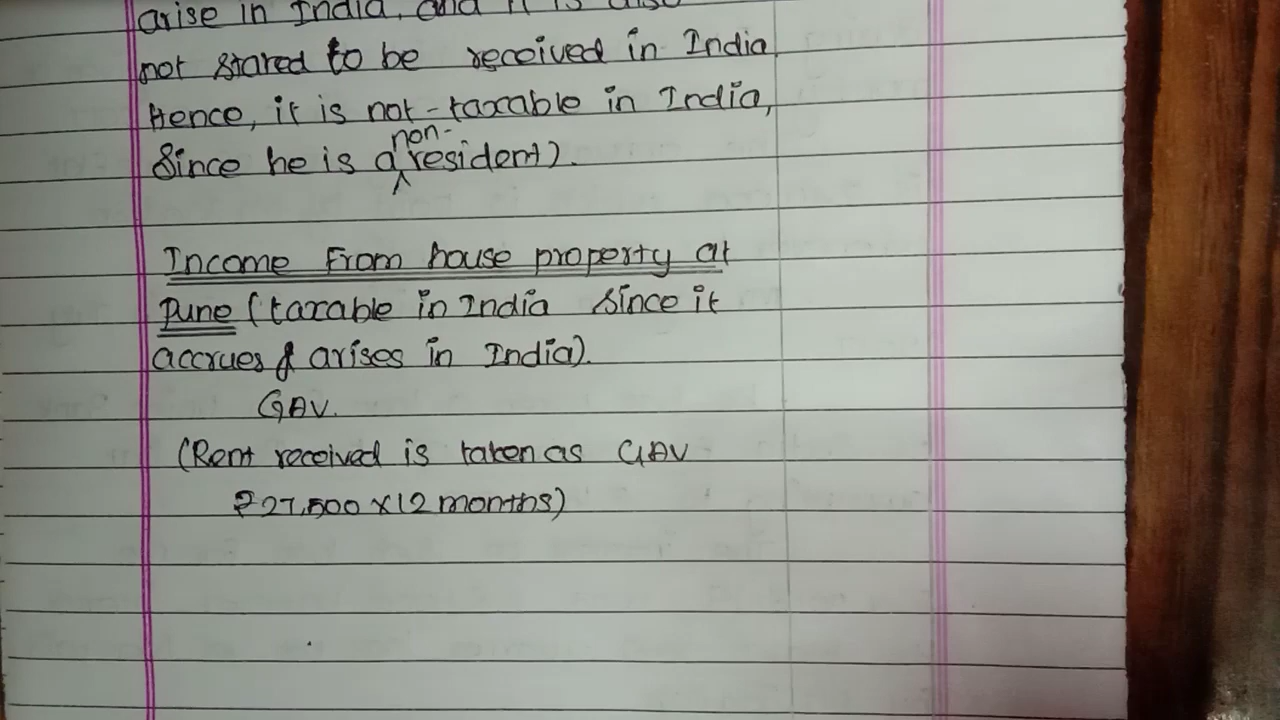 arise in India, and it is also
not stared to be received in India
Hence, it is not-taxable in India,
non-
Since he is a resident).
Income From house property at
Pune (taxable in India since it
accrues & arises in India).
GAV.
(Rent received is taken as GAV
₹27,500 × 12 months)